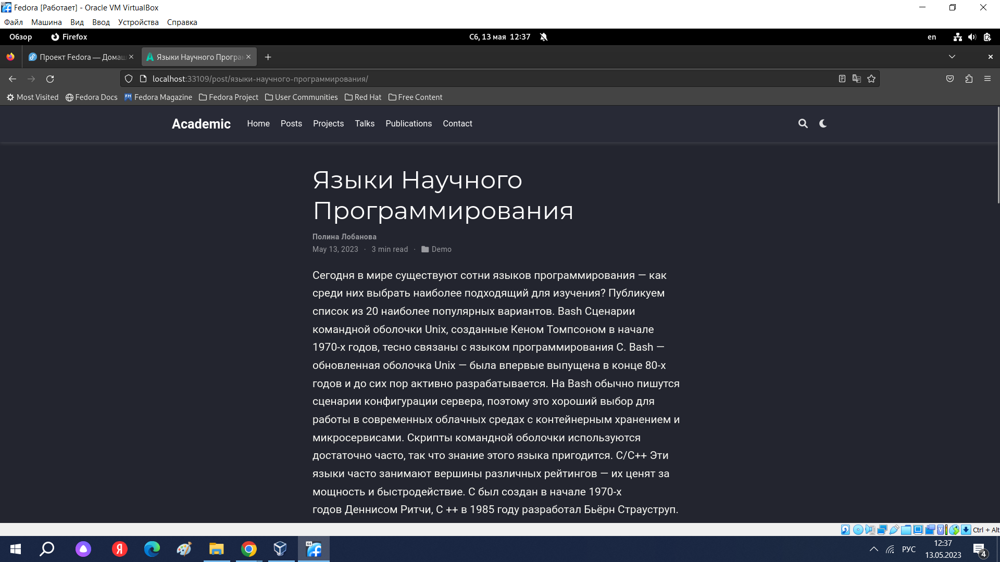 Fedora [Работает] - Oracle VM VirtualBox
Файл Машина Вид Ввод Устройства Справка
Обзор Firefox Сб, 13 мая 12:37 en
Проект Fedora — Домаш Языки Научного Програм
localhost:33109/post/языки-научного-программирования/
Most Visited Fedora Docs Fedora Magazine Fedora Project User Communities Red Hat Free Content
Academic Home Posts Projects Talks Publications Contact
Языки Научного
Программирования
Полина Лобанова
May 13, 2023 · 3 min read · Demo
Сегодня в мире существуют сотни языков программирования — как
среди них выбрать наиболее подходящий для изучения? Публикуем
список из 20 наиболее популярных вариантов. Bash Сценарии
командной оболочки Unix, созданные Кеном Томпсоном в начале
1970-х годов, тесно связаны с языком программирования C. Bash —
обновленная оболочка Unix — была впервые выпущена в конце 80-х
годов и до сих пор активно разрабатывается. На Bash обычно пишутся
сценарии конфигурации сервера, поэтому это хороший выбор для
работы в современных облачных средах с контейнерным хранением и
микросервисами. Скрипты командной оболочки используются
достаточно часто, так что знание этого языка пригодится. C/C++ Эти
языки часто занимают вершины различных рейтингов — их ценят за
мощность и быстродействие. C был создан в начале 1970-х
годов Деннисом Ритчи, C ++ в 1985 году разработал Бьёрн Страуструп.
Ctrl + Alt
РУС 12:37
13.05.2023 4